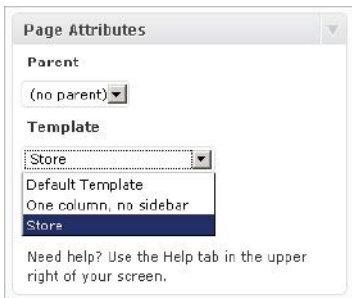 Page Attributes
Parent
(no parent)
Template
Store
Default Template
One column, no sidebar
Store
Need help? Use the Help tab in the upper
right of your screen.